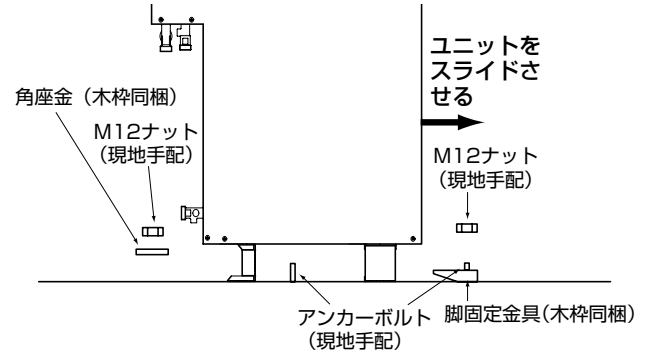 ユニットを
スライドさ
せる
角座金（木枠同梱）
M12ナット
（現地手配）
M12ナット
（現地手配）
アンカーボルト
（現地手配）
脚固定金具（木枠同梱）